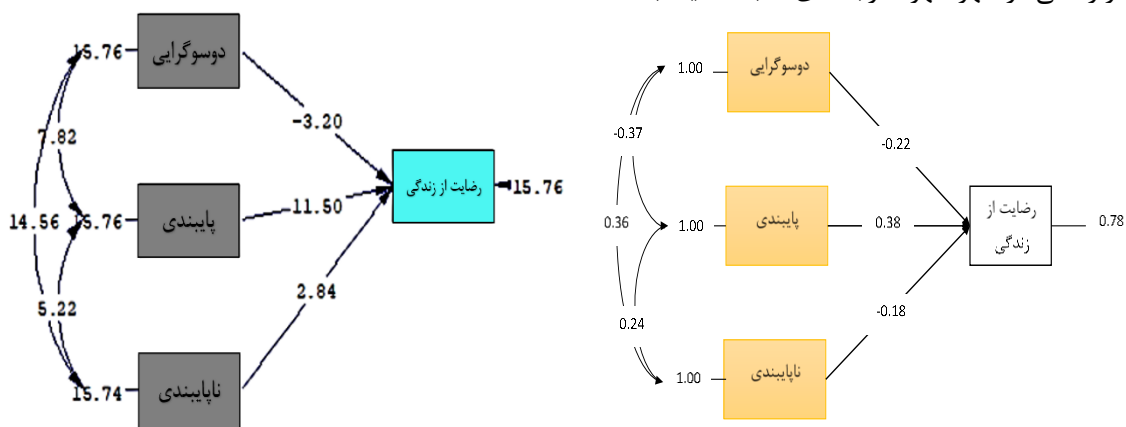 15.76
دوسوگرایی
-3.20
7.82
15.76
پایبندی
11.50
رضایت از زندگی
15.76
14.56
5.22
2.84
15.74
ناپایبندی
1.00
دوسوگرایی
-0.37
-0.22
0.36
1.00
پایبندی
0.38
رضایت از
زندگی
0.78
0.24
-0.18
1.00
ناپایبندی